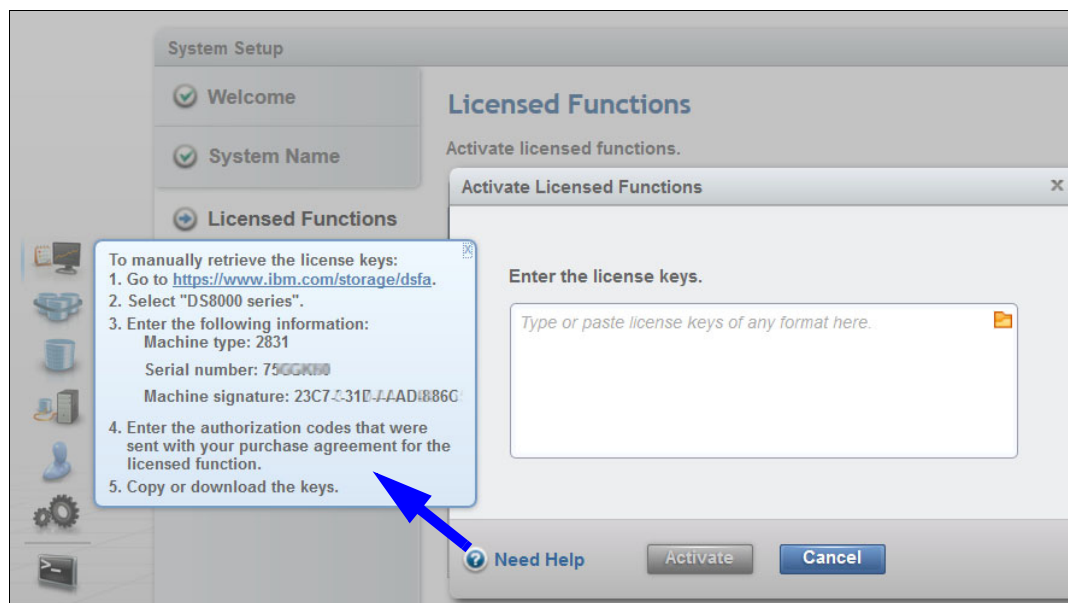 System Setup
Welcome
System Name
Licensed Functions
Licensed Functions
Activate licensed functions.
Activate Licensed Functions
x
Enter the license keys.
Type or paste license keys of any format here.
To manually retrieve the license keys:
1. Go to https://www.ibm.com/storage/dsfa.
2. Select "DS8000 series".
3. Enter the following information:
Machine type: 2831
Serial number:
Machine signature:
4. Enter the authorization codes that were
sent with your purchase agreement for the
licensed function.
5. Copy or download the keys.
? Need Help
Activate
Cancel